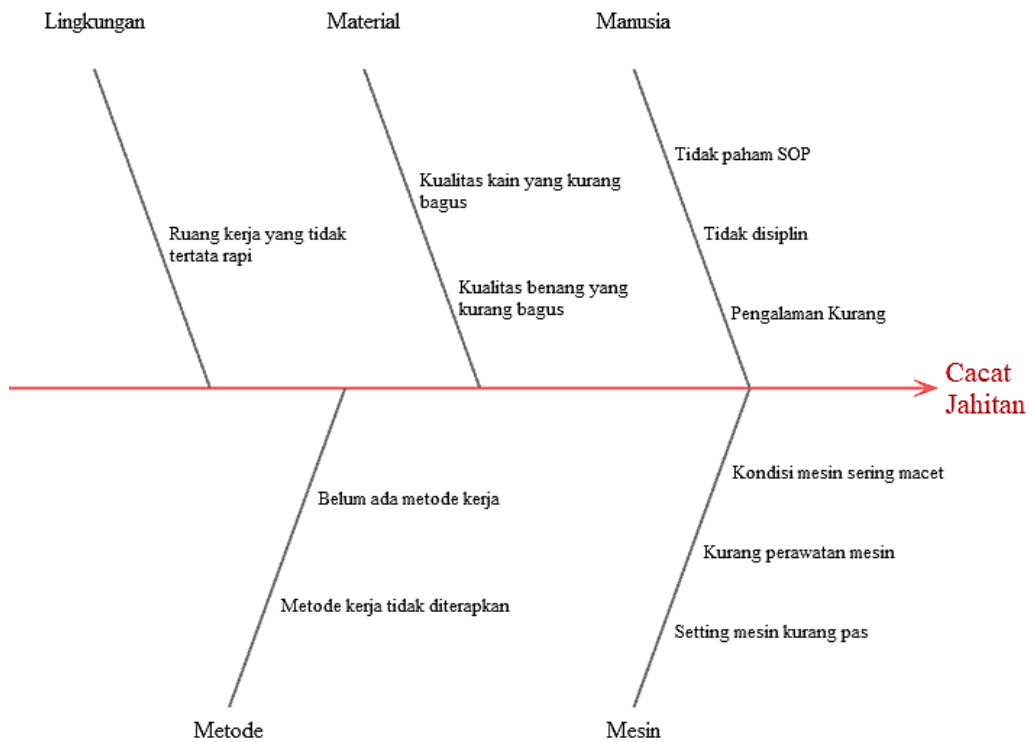 Lingkungan
Material
Manusia
Tidak paham SOP
Kualitas kain yang kurang
bagus
Ruang kerja yang tidak
tertata rapi
Tidak disiplin
Kualitas benang yang
kurang bagus
Pengalaman Kurang
Cacat
Jahitan
Kondisi mesin sering macet
Belum ada metode kerja
Kurang perawatan mesin
Metode kerja tidak diterapkan
Setting mesin kurang pas
Metode
Mesin